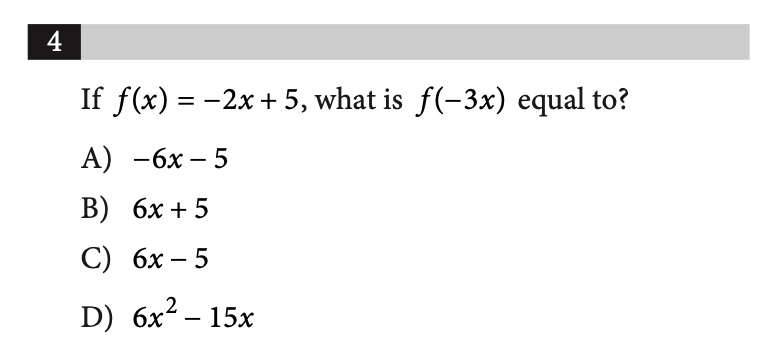 4
If f(x) = −2x + 5, what is f(−3x) equal to?
A) −6x − 5
B) 6x + 5
C) 6x − 5
D) 6x² − 15x